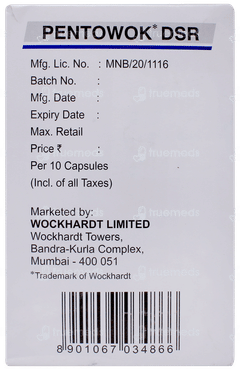 PENTOWOK* DSR
Mfg. Lic. No. : MNB/20/1116
Batch No. :
Mfg. Date :
Expiry Date :
Max. Retail
Price ₹ :
Per 10 Capsules
(Incl. of all Taxes)
Marketed by:
WOCKHARDT LIMITED
Wockhardt Towers,
Bandra-Kurla Complex,
Mumbai - 400 051
*Trademark of Wockhardt
8 901067 034866